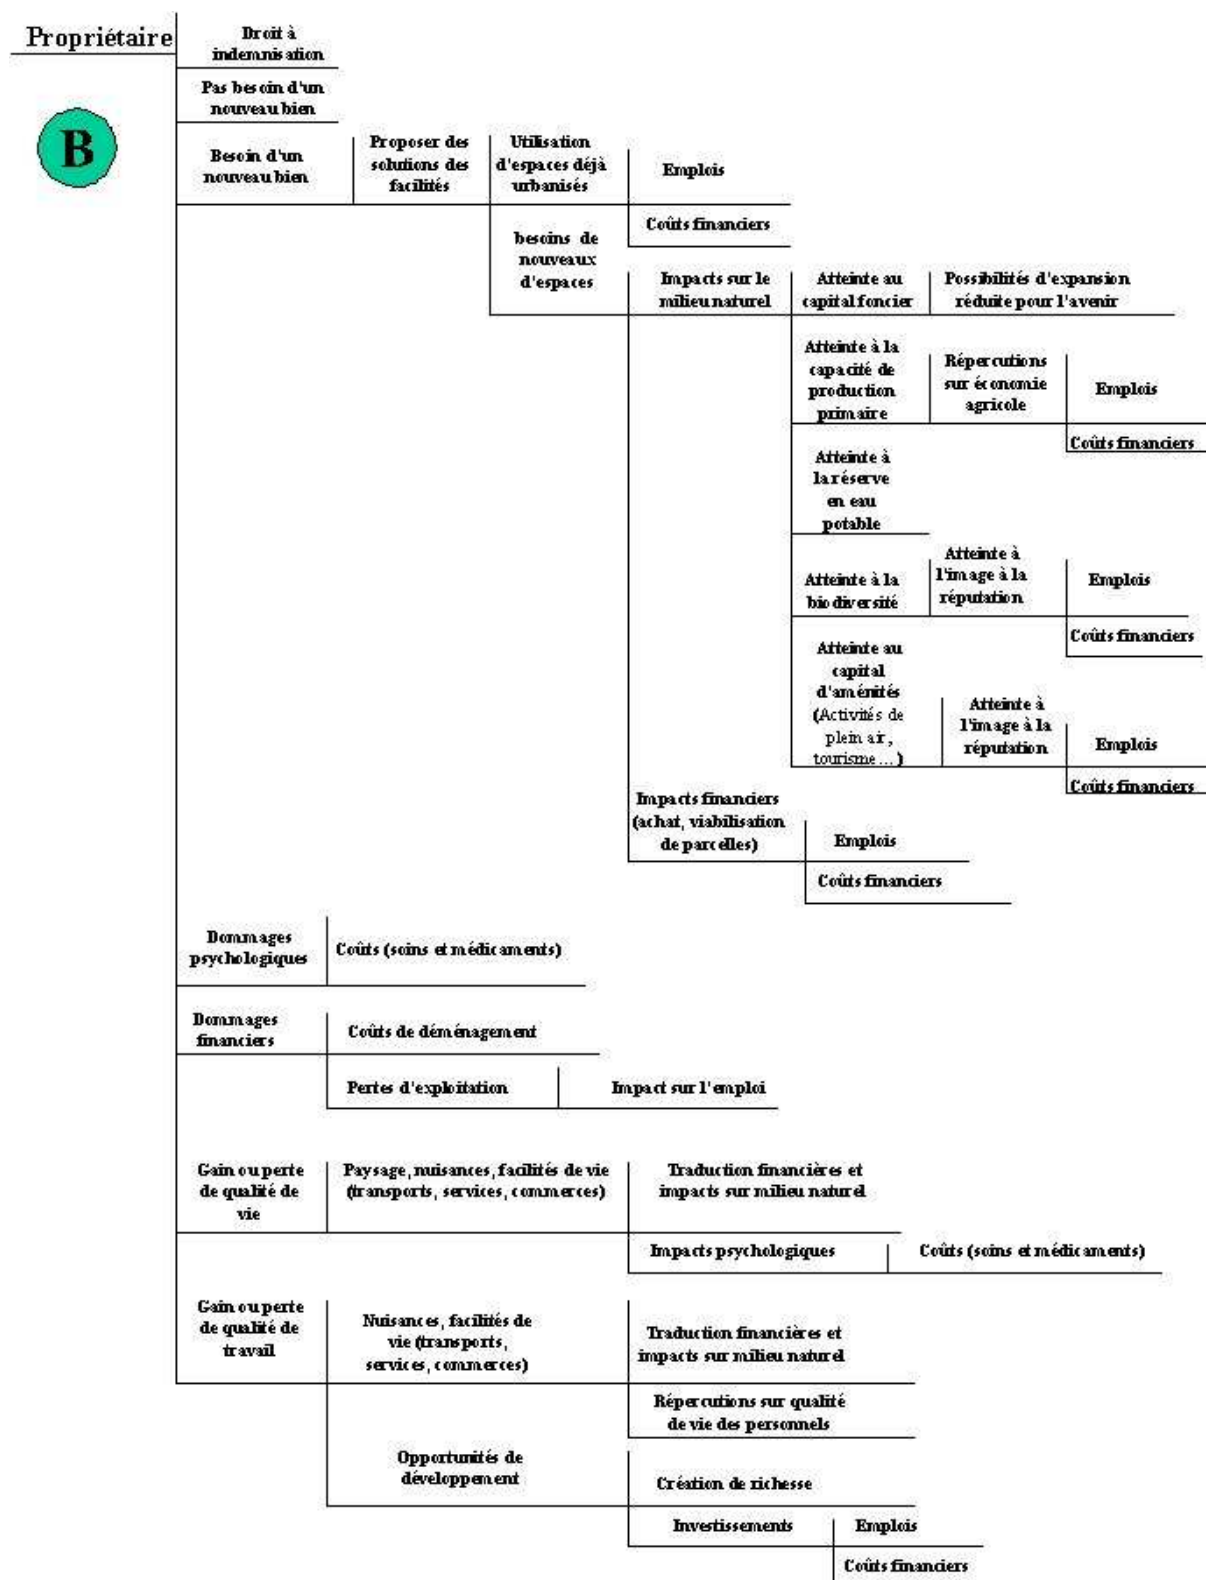 Propriétaire
Droit à
indemnisation
Pas besoin d'un
nouveau bien
B
Besoin d'un
nouveau bien
Proposer des
solutions des
facilités
Utilisation
d'espaces déjà
urbanisés
Emplois
Coûts financiers
besoins de
nouveaux
d'espaces
Impacts sur le
milieu naturel
Atteinte au
capital foncier
Possibilités d'expansion
réduite pour l'avenir
Atteinte à la
capacité de
production
primaire
Répercutions
sur économie
agricole
Emplois
Coûts financiers
Atteinte à
la réserve
en eau
potable
Atteinte à la
biodiversité
Atteinte à
l'image à la
réputation
Emplois
Coûts financiers
Atteinte au
capital
d'aménités
(Activités de
plein air,
tourisme...)
Atteinte à
l'image à la
réputation
Emplois
Coûts financiers
Impacts financiers
(achat, viabilisation
de parcelles)
Emplois
Coûts financiers
Dommages
psychologiques
Coûts (soins et médicaments)
Dommages
financiers
Coûts de déménagement
Pertes d'exploitation
Impact sur l'emploi
Gain ou perte
de qualité de
vie
Paysage, nuisances, facilités de vie
(transports, services, commerces)
Traduction financières et
impacts sur milieu naturel
Impacts psychologiques
Coûts (soins et médicaments)
Gain ou perte
de qualité de
travail
Nuisances, facilités de
vie (transports,
services, commerces)
Traduction financières et
impacts sur milieu naturel
Répercutions sur qualité
de vie des personnels
Opportunités de
développement
Création de richesse
Investissements
Emplois
Coûts financiers